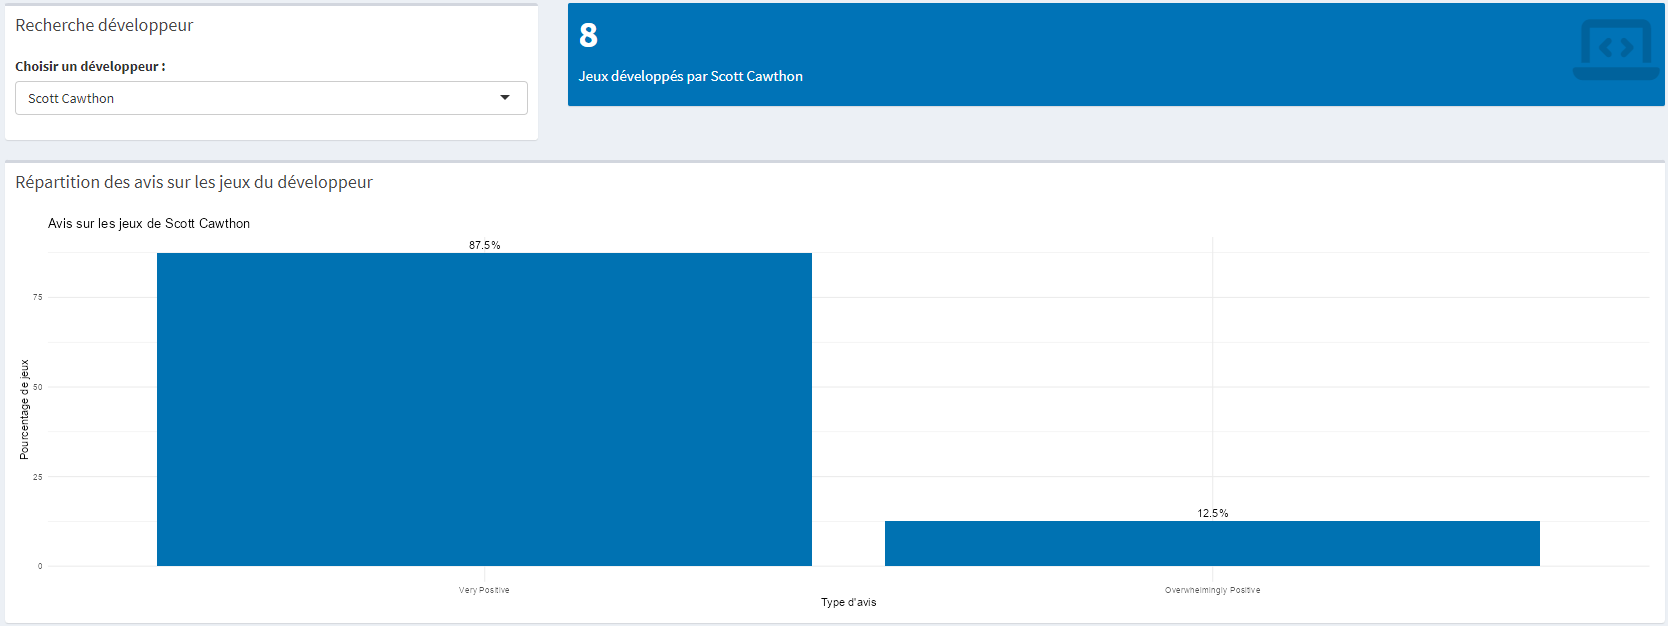 Recherche développeur
Choisir un développeur :
Scott Cawthon
8
Jeux développés par Scott Cawthon
Répartition des avis sur les jeux du développeur
Avis sur les jeux de Scott Cawthon
87.5%
12.5%
75
50
25
0
Pourcentage de jeux
Very Positive
Overwhelmingly Positive
Type d'avis